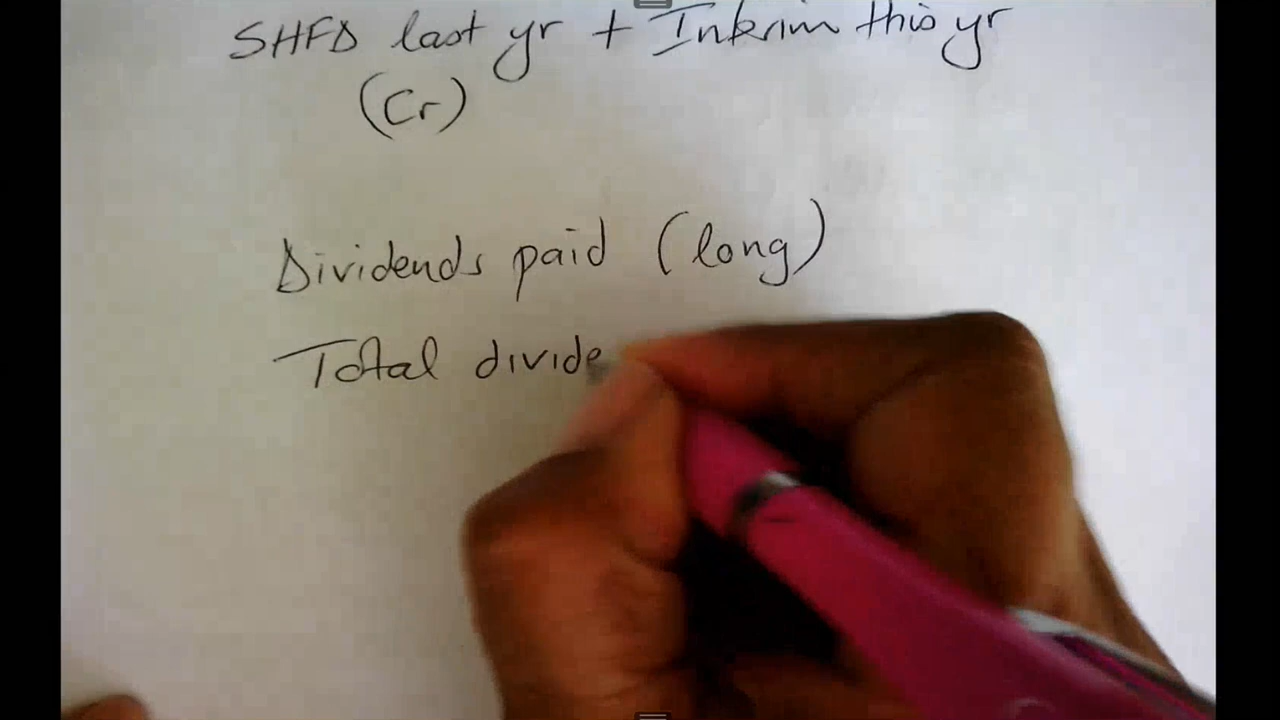 SHFD last yr + Interim this yr
(Cr)
Dividends paid (long)
Total divide